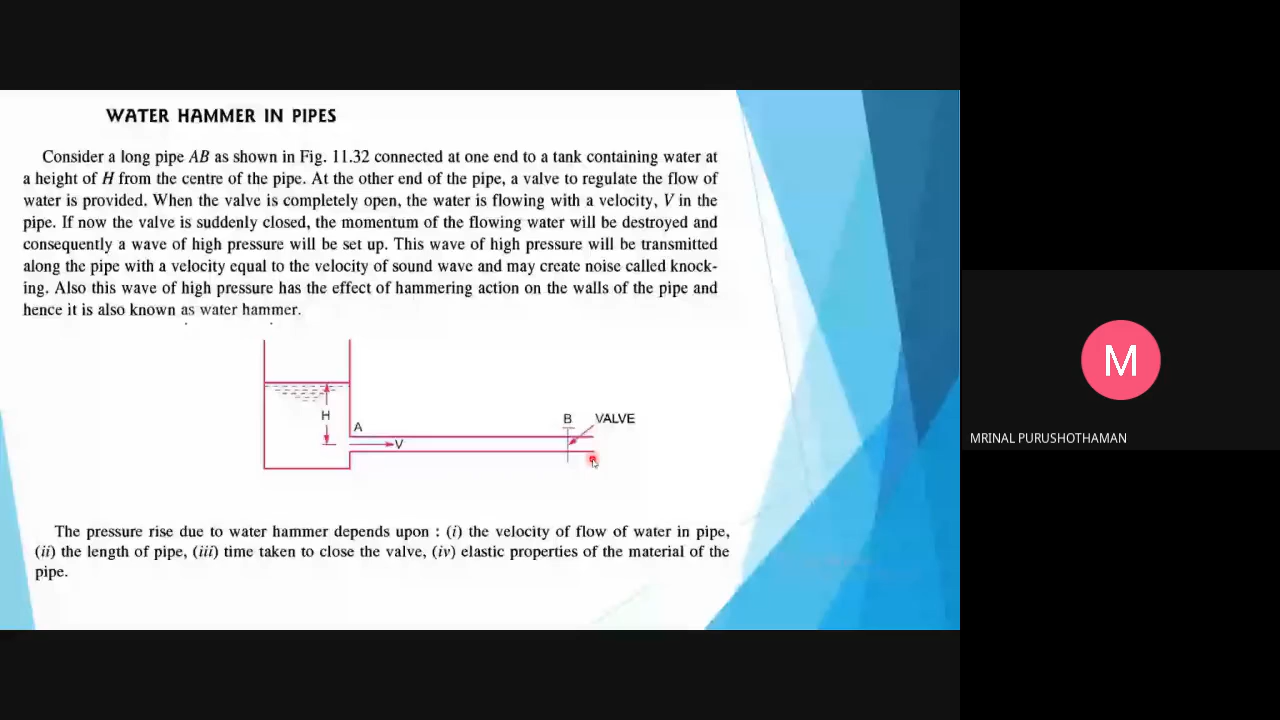 WATER HAMMER IN PIPES
Consider a long pipe AB as shown in Fig. 11.32 connected at one end to a tank containing water at
a height of H from the centre of the pipe. At the other end of the pipe, a valve to regulate the flow of
water is provided. When the valve is completely open, the water is flowing with a velocity, V in the
pipe. If now the valve is suddenly closed, the momentum of the flowing water will be destroyed and
consequently a wave of high pressure will be set up. This wave of high pressure will be transmitted
along the pipe with a velocity equal to the velocity of sound wave and may create noise called knock-
ing. Also this wave of high pressure has the effect of hammering action on the walls of the pipe and
hence it is also known as water hammer.
H
A
V
B
VALVE
The pressure rise due to water hammer depends upon : (i) the velocity of flow of water in pipe,
(ii) the length of pipe, (iii) time taken to close the valve, (iv) elastic properties of the material of the
pipe.
M
MRINAL PURUSHOTHAMAN